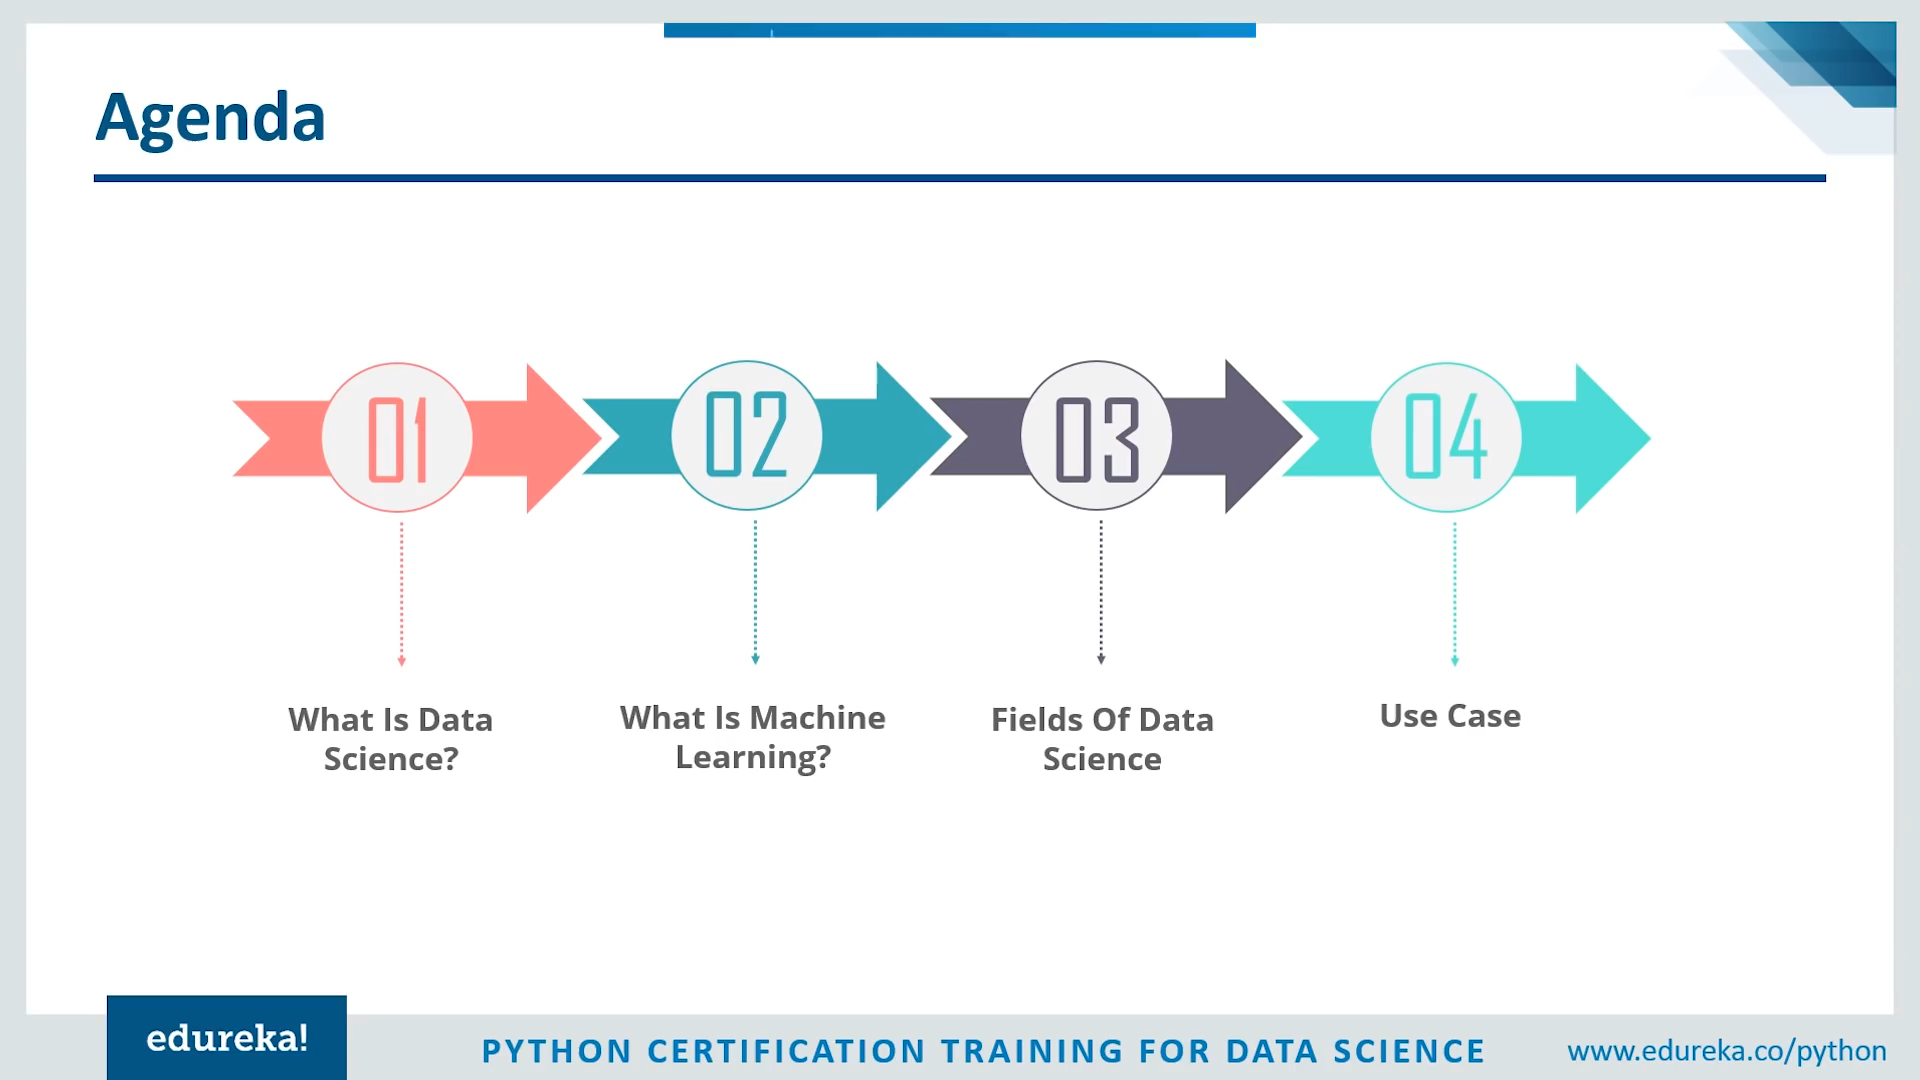 Agenda
01
02
03
04
What Is Data
Science?
What Is Machine
Learning?
Fields Of Data
Science
Use Case
edureka!
PYTHON CERTIFICATION TRAINING FOR DATA SCIENCE
www.edureka.co/python